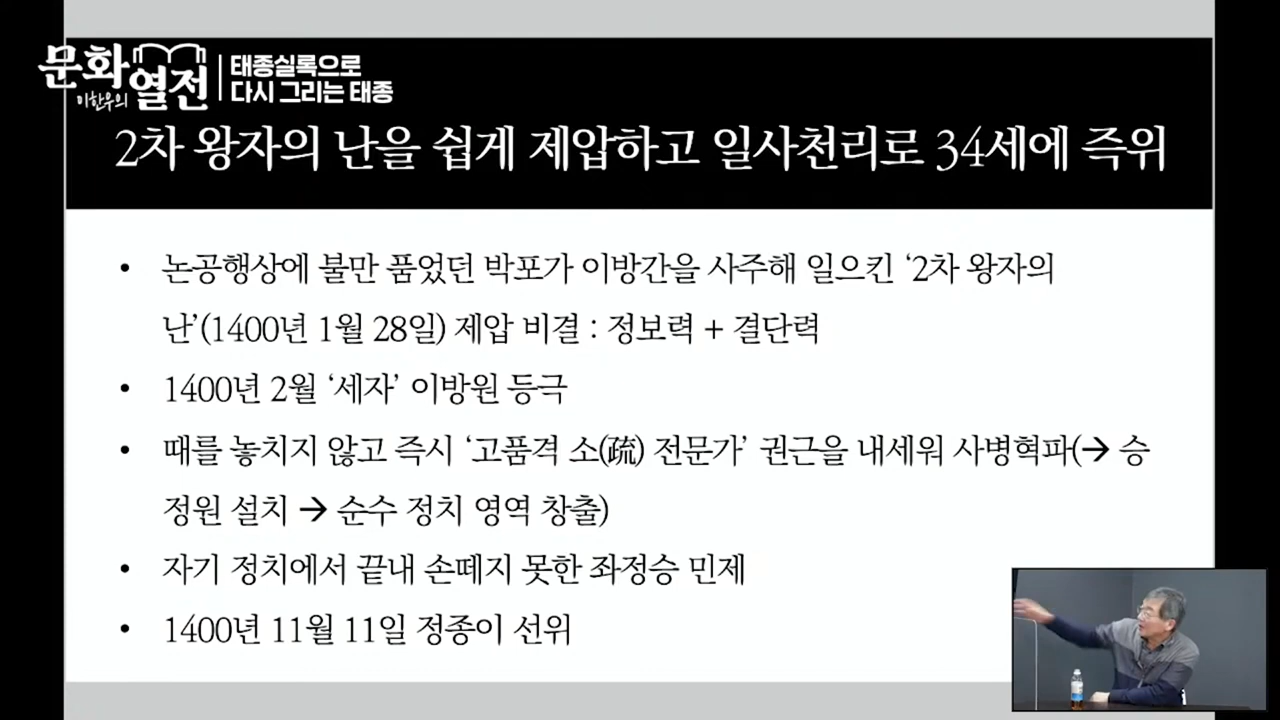 문화
이한우의 열전
태종실록으로
다시 그리는 태종
2차 왕자의 난을 쉽게 제압하고 일사천리로 34세에 즉위
• 논공행상에 불만 품었던 박포가 이방간을 사주해 일으킨 ‘2차 왕자의
난’(1400년 1월 28일) 제압 비결 : 정보력 + 결단력
• 1400년 2월 ‘세자’ 이방원 등극
• 때를 놓치지 않고 즉시 ‘고품격 소(疏) 전문가’ 권근을 내세워 사병혁파(→ 승
정원 설치 → 순수 정치 영역 창출)
• 자기 정치에서 끝내 손떼지 못한 좌정승 민제
• 1400년 11월 11일 정종이 선위